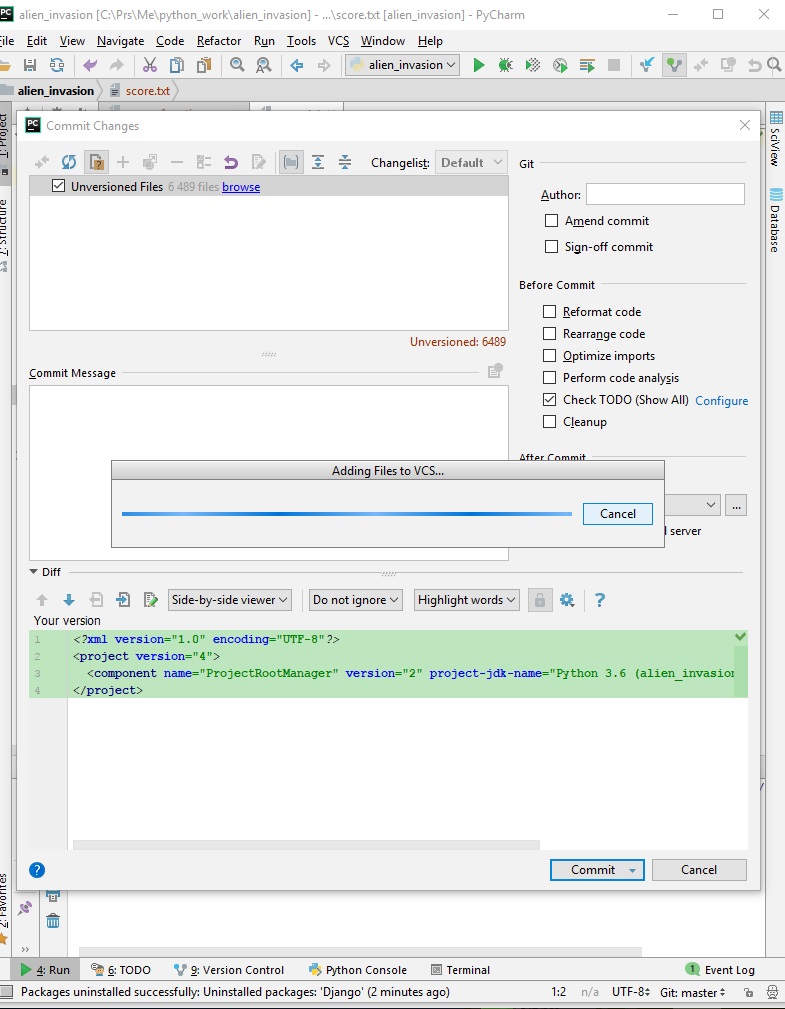 PC alien_invasion [C:\Prs\Me\python_work\alien_invasion] - ...\score.txt [alien_invasion] - PyCharm
File Edit View Navigate Code Refactor Run Tools VCS Window Help
alien_invasion
alien_invasion score.txt
1: Project
7: Structure
2: Favorites
SciView
Database
PC Commit Changes
Changelist: Default
Unversioned Files 6 489 files browse
Unversioned: 6489
Commit Message
Git
Author:
Amend commit
Sign-off commit
Before Commit
Reformat code
Rearrange code
Optimize imports
Perform code analysis
Check TODO (Show All) Configure
Cleanup
After Commit
...
server
Adding Files to VCS...
Cancel
Diff
Side-by-side viewer Do not ignore Highlight words ?
Your version
1 <?xml version="1.0" encoding="UTF-8"?>
2 <project version="4">
3 <component name="ProjectRootManager" version="2" project-jdk-name="Python 3.6 (alien_invasion
4 </project>
? Commit Cancel
4: Run 6: TODO 9: Version Control Python Console Terminal 1 Event Log
Packages uninstalled successfully: Uninstalled packages: 'Django' (2 minutes ago) 1:2 n/a UTF-8 Git: master